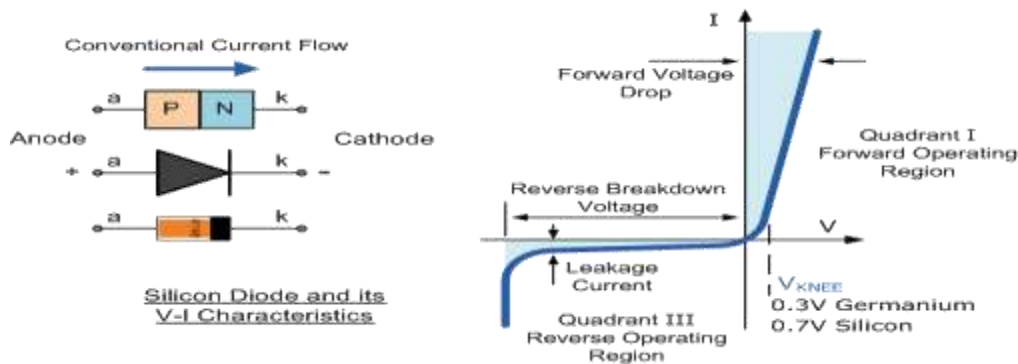 Conventional Current Flow
a
P
N
k
Anode
Cathode
+
a
k
-
a
k
Silicon Diode and its
V-I Characteristics
I
Forward Voltage
Drop
Quadrant I
Forward Operating
Region
Reverse Breakdown
Voltage
V
Leakage
Current
VKNEE
0.3V Germanium
0.7V Silicon
Quadrant III
Reverse Operating
Region